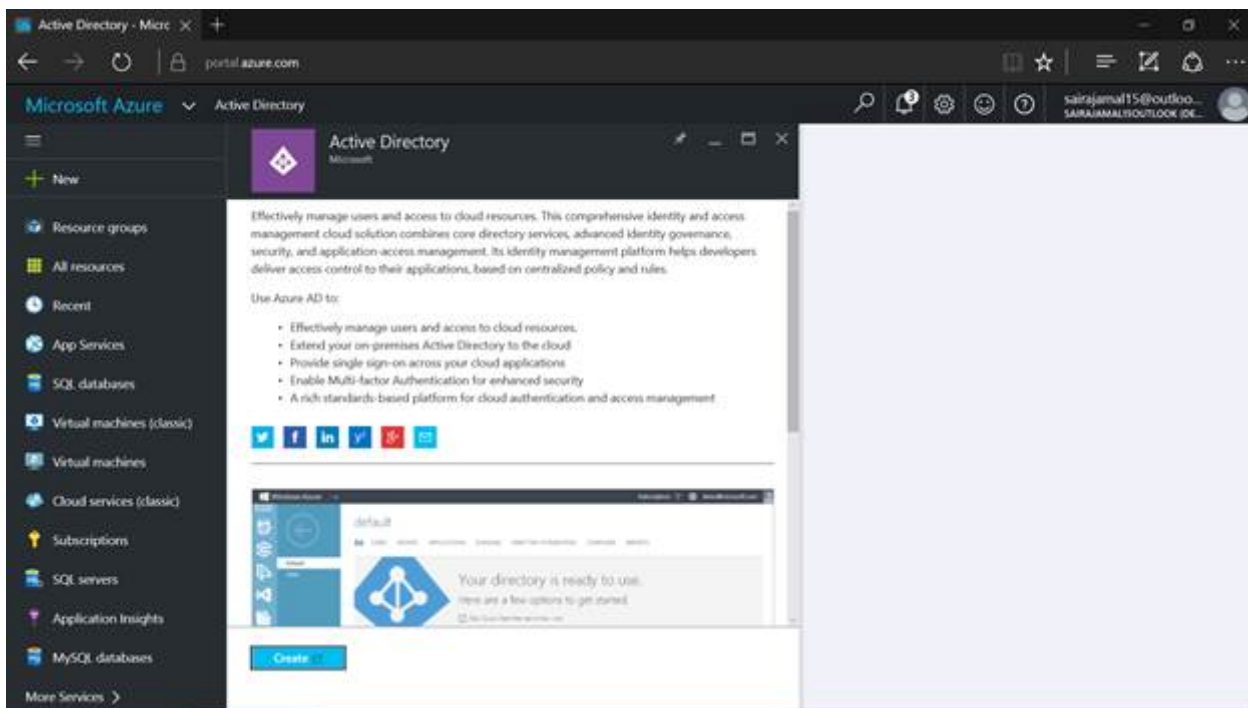 Active Directory - Micrc
portal.azure.com
Microsoft Azure
Active Directory
3
sairajamal15@outloo...
SAIRAJAMAL15OUTLOOK (DE...
New
Resource groups
All resources
Recent
App Services
SQL databases
Virtual machines (classic)
Virtual machines
Cloud services (classic)
Subscriptions
SQL servers
Application Insights
MySQL databases
More Services
Active Directory
Microsoft
Effectively manage users and access to cloud resources. This comprehensive identity and access
management cloud solution combines core directory services, advanced identity governance,
security, and application-access management. Its identity management platform helps developers
deliver access control to their applications, based on centralized policy and rules.
Use Azure AD to:
• Effectively manage users and access to cloud resources.
• Extend your on-premises Active Directory to the cloud
• Provide single sign-on across your cloud applications
• Enable Multi-factor Authentication for enhanced security
• A rich standards-based platform for cloud authentication and access management
Windows Azure
default
Your directory is ready to use.
Here are a few options to get started.
Create